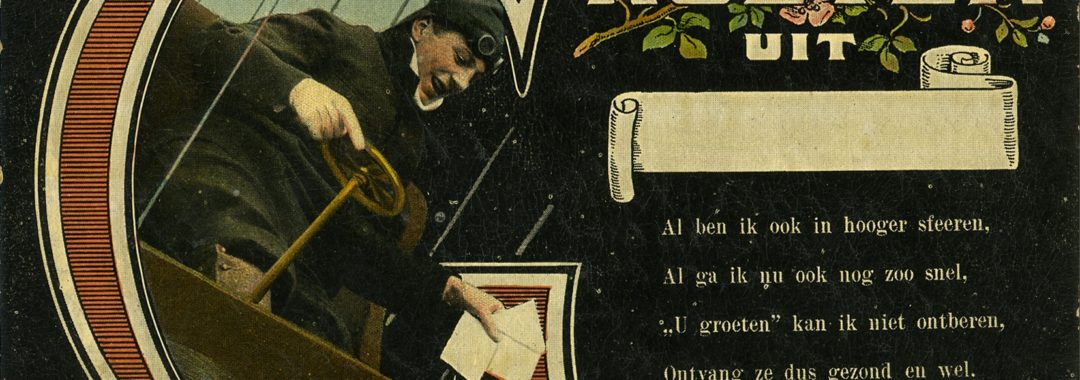 UIT
Al ben ik ook in hooger sfeeren,
Al ga ik nu ook nog zoo snel,
„U groeten” kan ik niet ontberen,
Ontvang ze dus gezond en wel.